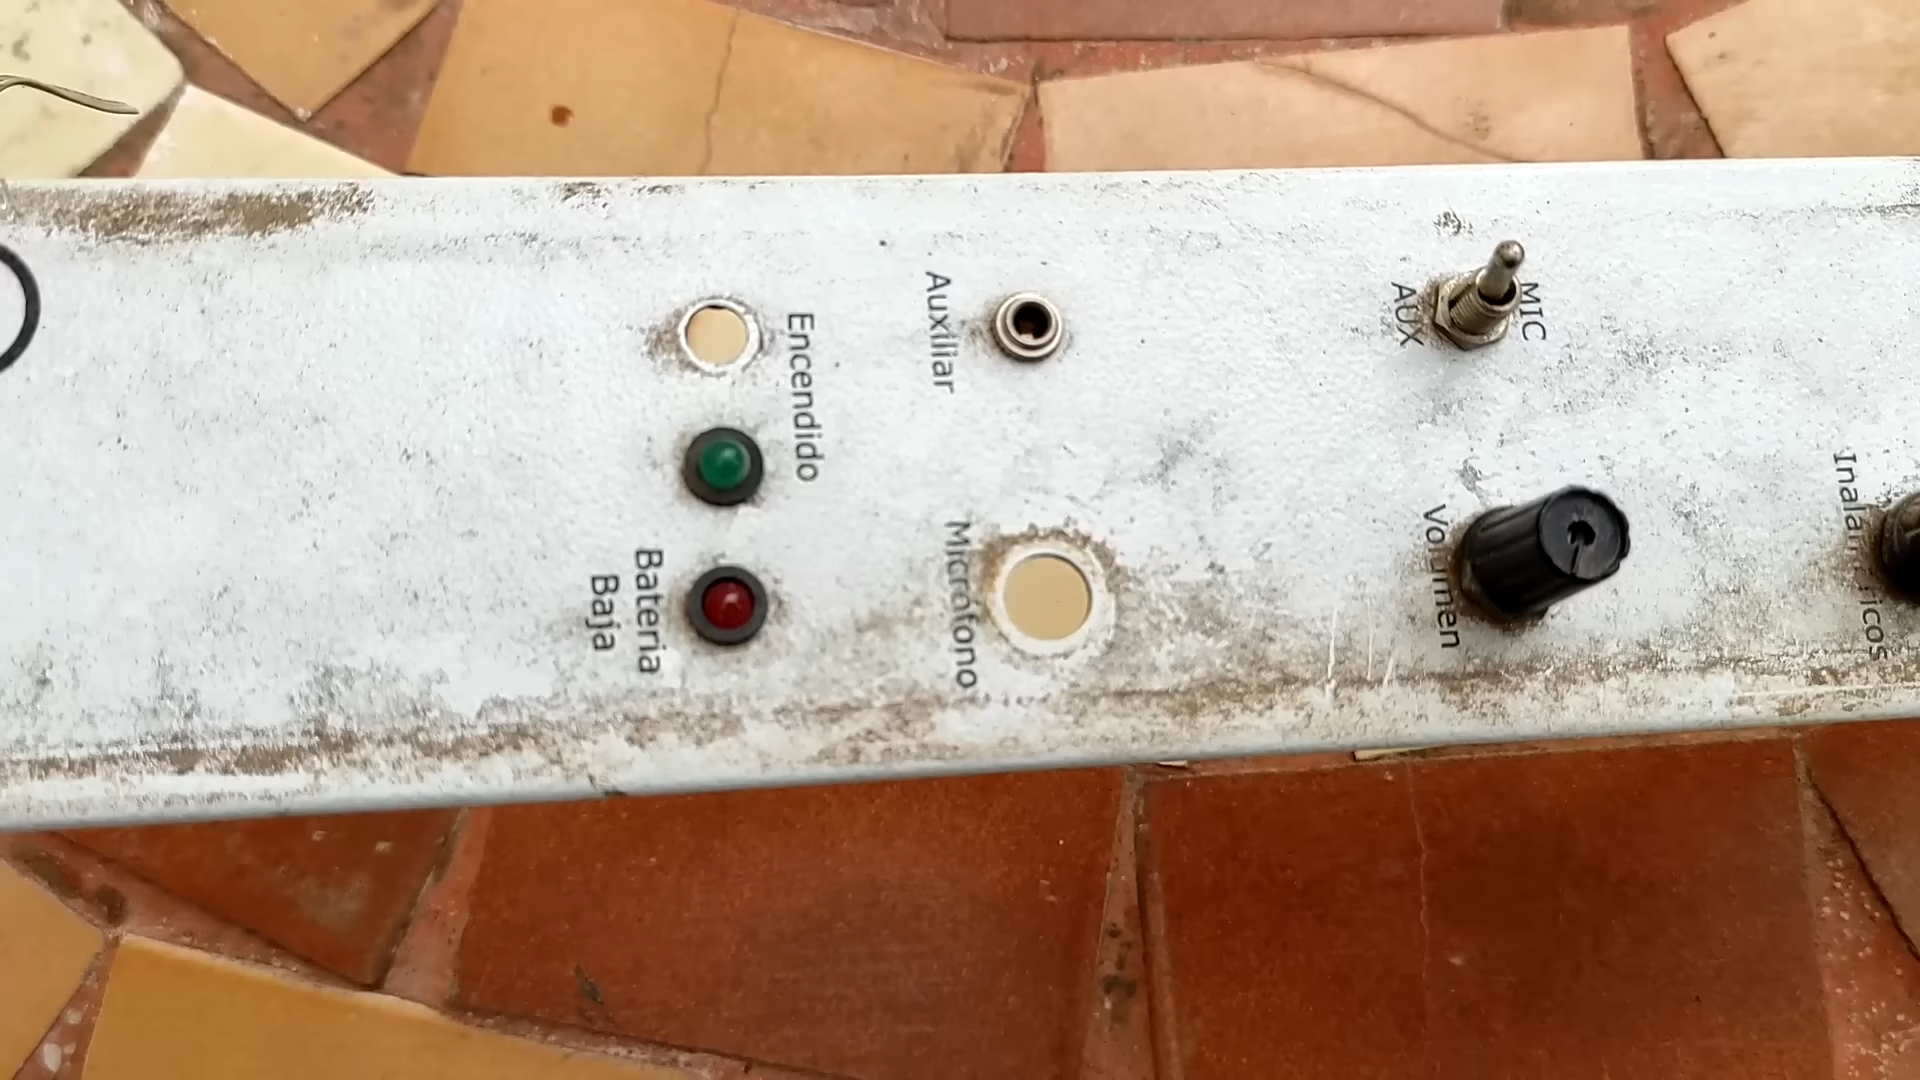 MIC
AUX
Volumen
Auxiliar
Microfono
Encendido
Bateria
Baja